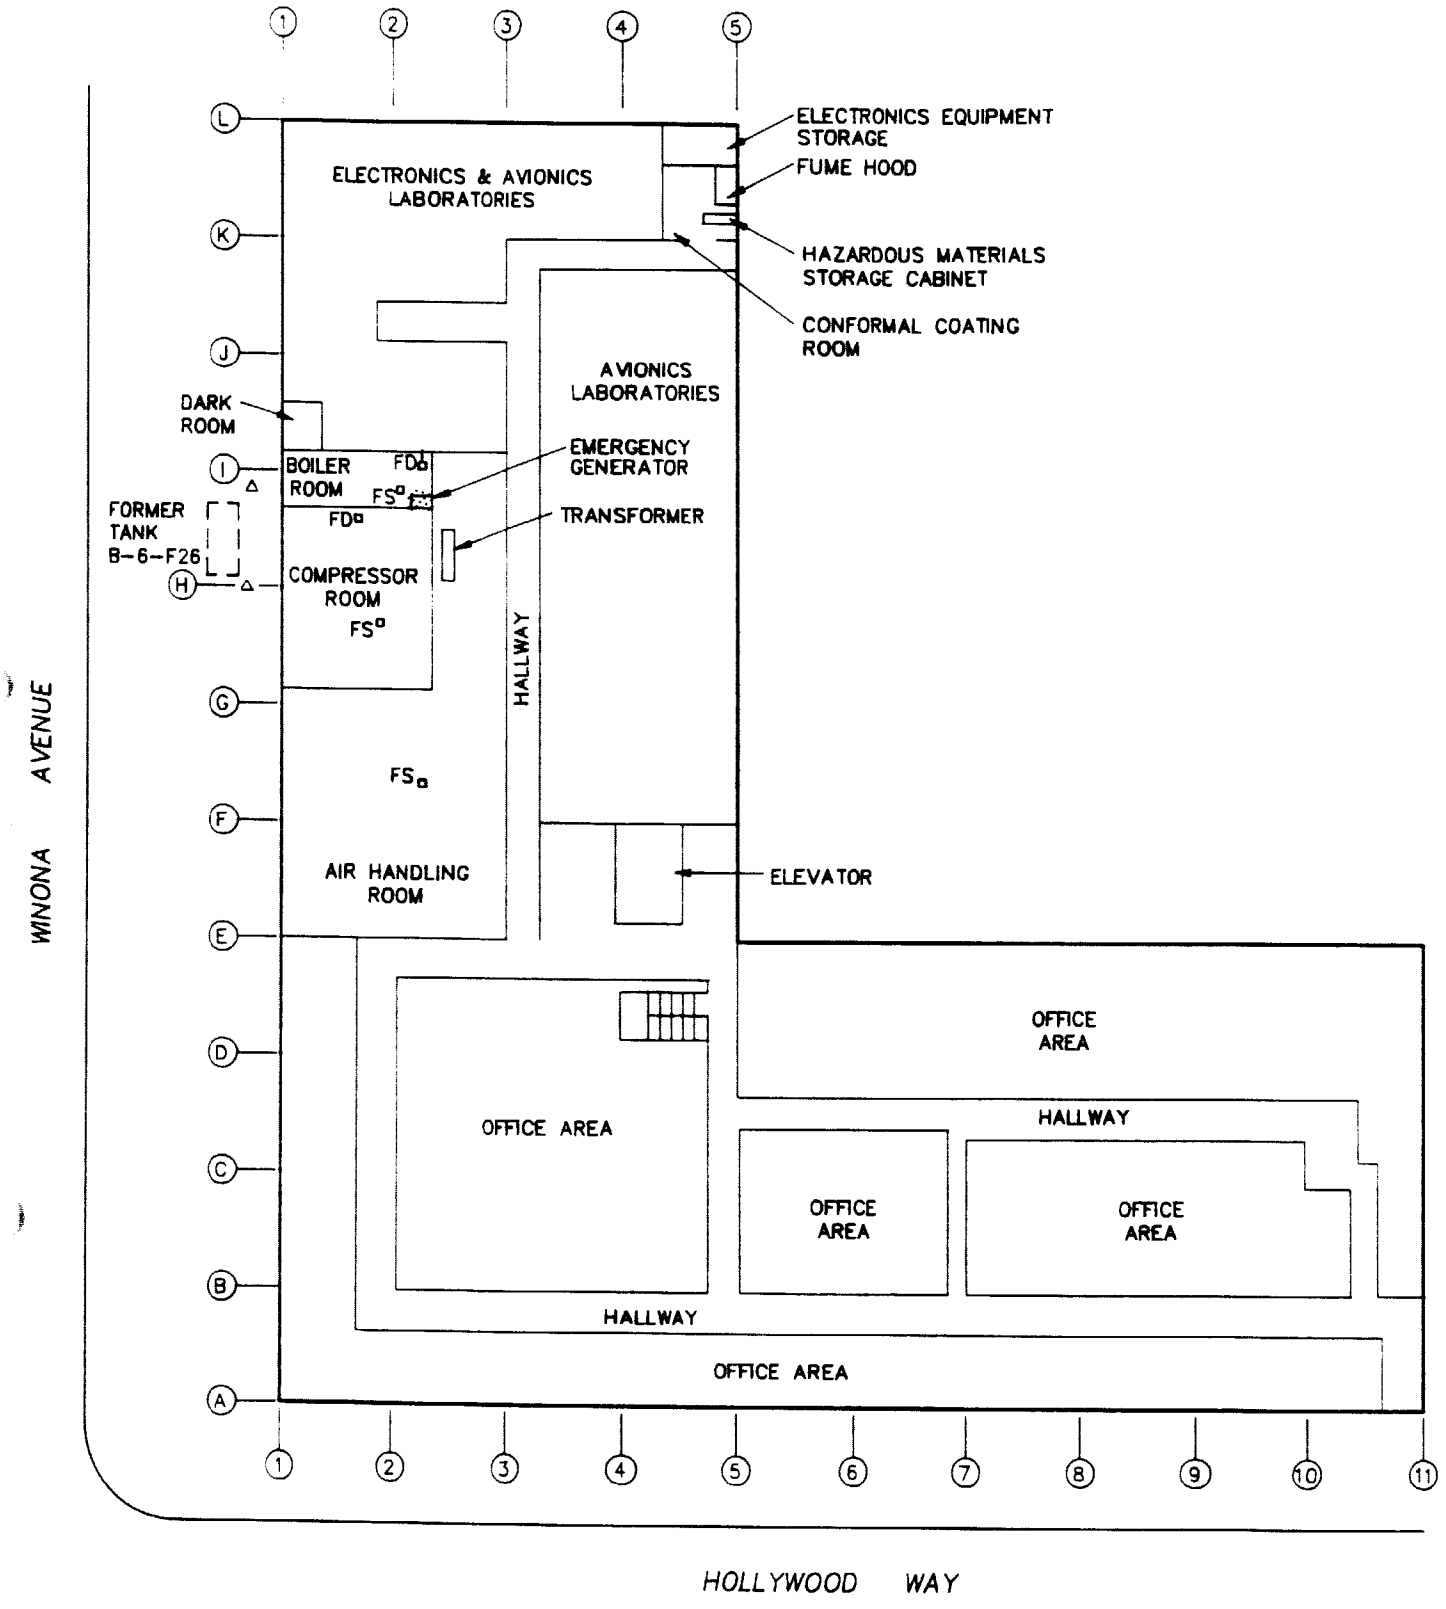 1 2 3 4 5
L
ELECTRONICS EQUIPMENT
STORAGE
FUME HOOD
ELECTRONICS & AVIONICS
LABORATORIES
K
HAZARDOUS MATERIALS
STORAGE CABINET
CONFORMAL COATING
ROOM
J
AVIONICS
LABORATORIES
DARK
ROOM
EMERGENCY
GENERATOR
I
BOILER
ROOM
FD
FS
FORMER
TANK
B-6-F26
FD
TRANSFORMER
H
COMPRESSOR
ROOM
FS
HALLWAY
G
WINONA AVENUE
FS
F
AIR HANDLING
ROOM
ELEVATOR
E
OFFICE
AREA
D
HALLWAY
OFFICE AREA
C
OFFICE
AREA
OFFICE
AREA
B
HALLWAY
OFFICE AREA
A
1 2 3 4 5 6 7 8 9 10 11
HOLLYWOOD WAY